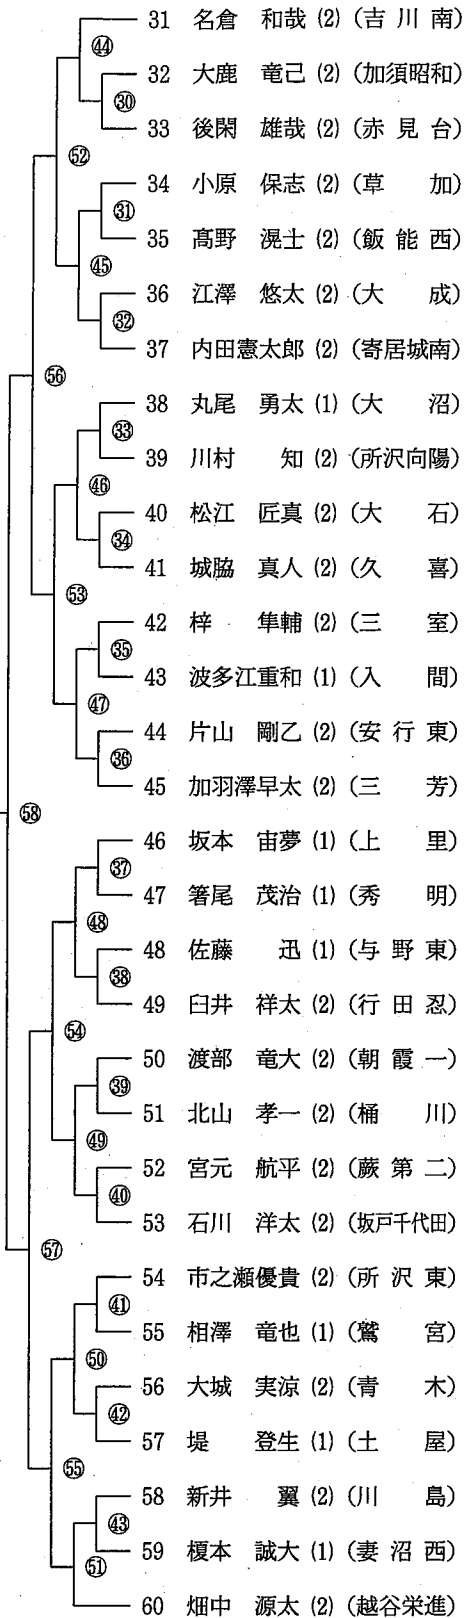 31 名倉 和哉 (2) (吉川南)
㊹
32 大鹿 竜己 (2) (加須昭和)
㉚
33 後閑 雄哉 (2) (赤見台)
52
34 小原 保志 (2) (草加)
㉛
35 髙野 滉士 (2) (飯能西)
㊺
36 江澤 悠太 (2) (大成)
㉜
37 内田憲太郎 (2) (寄居城南)
56
38 丸尾 勇太 (1) (大沼)
㉝
39 川村 知 (2) (所沢向陽)
㊻
40 松江 匠真 (2) (大石)
㉞
41 城脇 真人 (2) (久喜)
53
42 梓 隼輔 (2) (三室)
㉟
43 波多江重和 (1) (入間)
㊼
44 片山 剛乙 (2) (安行東)
㊱
45 加羽澤早太 (2) (三芳)
58
46 坂本 宙夢 (1) (上里)
㊲
47 箸尾 茂治 (1) (秀明)
㊽
48 佐藤 迅 (1) (与野東)
㊳
49 臼井 祥太 (2) (行田忍)
54
50 渡部 竜大 (2) (朝霞一)
㊴
51 北山 孝一 (2) (桶川)
㊾
52 宮元 航平 (2) (蕨第二)
㊵
53 石川 洋太 (2) (坂戸千代田)
57
54 市之瀬優貴 (2) (所沢東)
㊶
55 相澤 竜也 (1) (鷲宮)
㊿
56 大城 実涼 (2) (青木)
㊷
57 堤 登生 (1) (土屋)
55
58 新井 翼 (2) (川島)
㊸
59 榎本 誠大 (1) (妻沼西)
51
60 畑中 源太 (2) (越谷栄進)